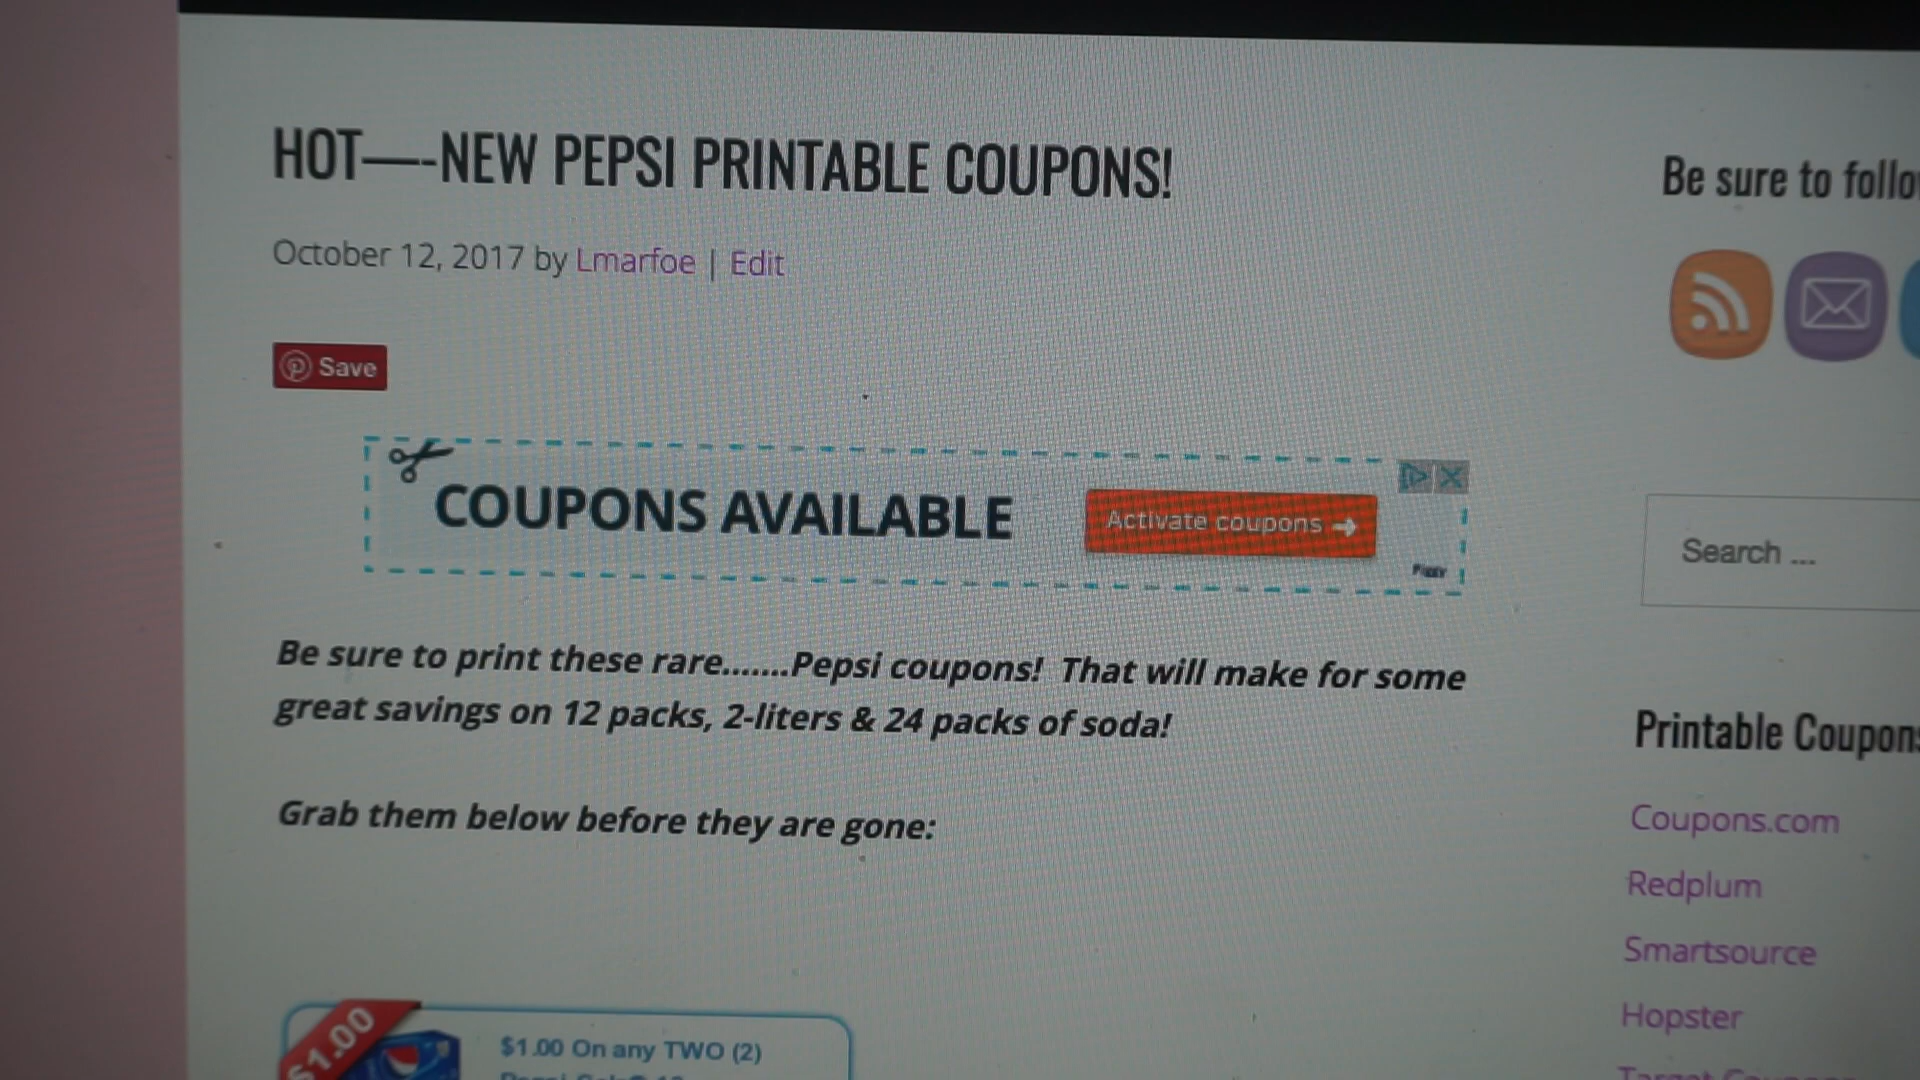 HOT—-NEW PEPSI PRINTABLE COUPONS!
October 12, 2017 by Lmarfoe | Edit
Save
COUPONS AVAILABLE
Activate coupons →
Be sure to print these rare.......Pepsi coupons! That will make for some
great savings on 12 packs, 2-liters & 24 packs of soda!
Grab them below before they are gone:
$1.00
$1.00 On any TWO (2)
Be sure to follo
Search ...
Printable Coupons
Coupons.com
Redplum
Smartsource
Hopster